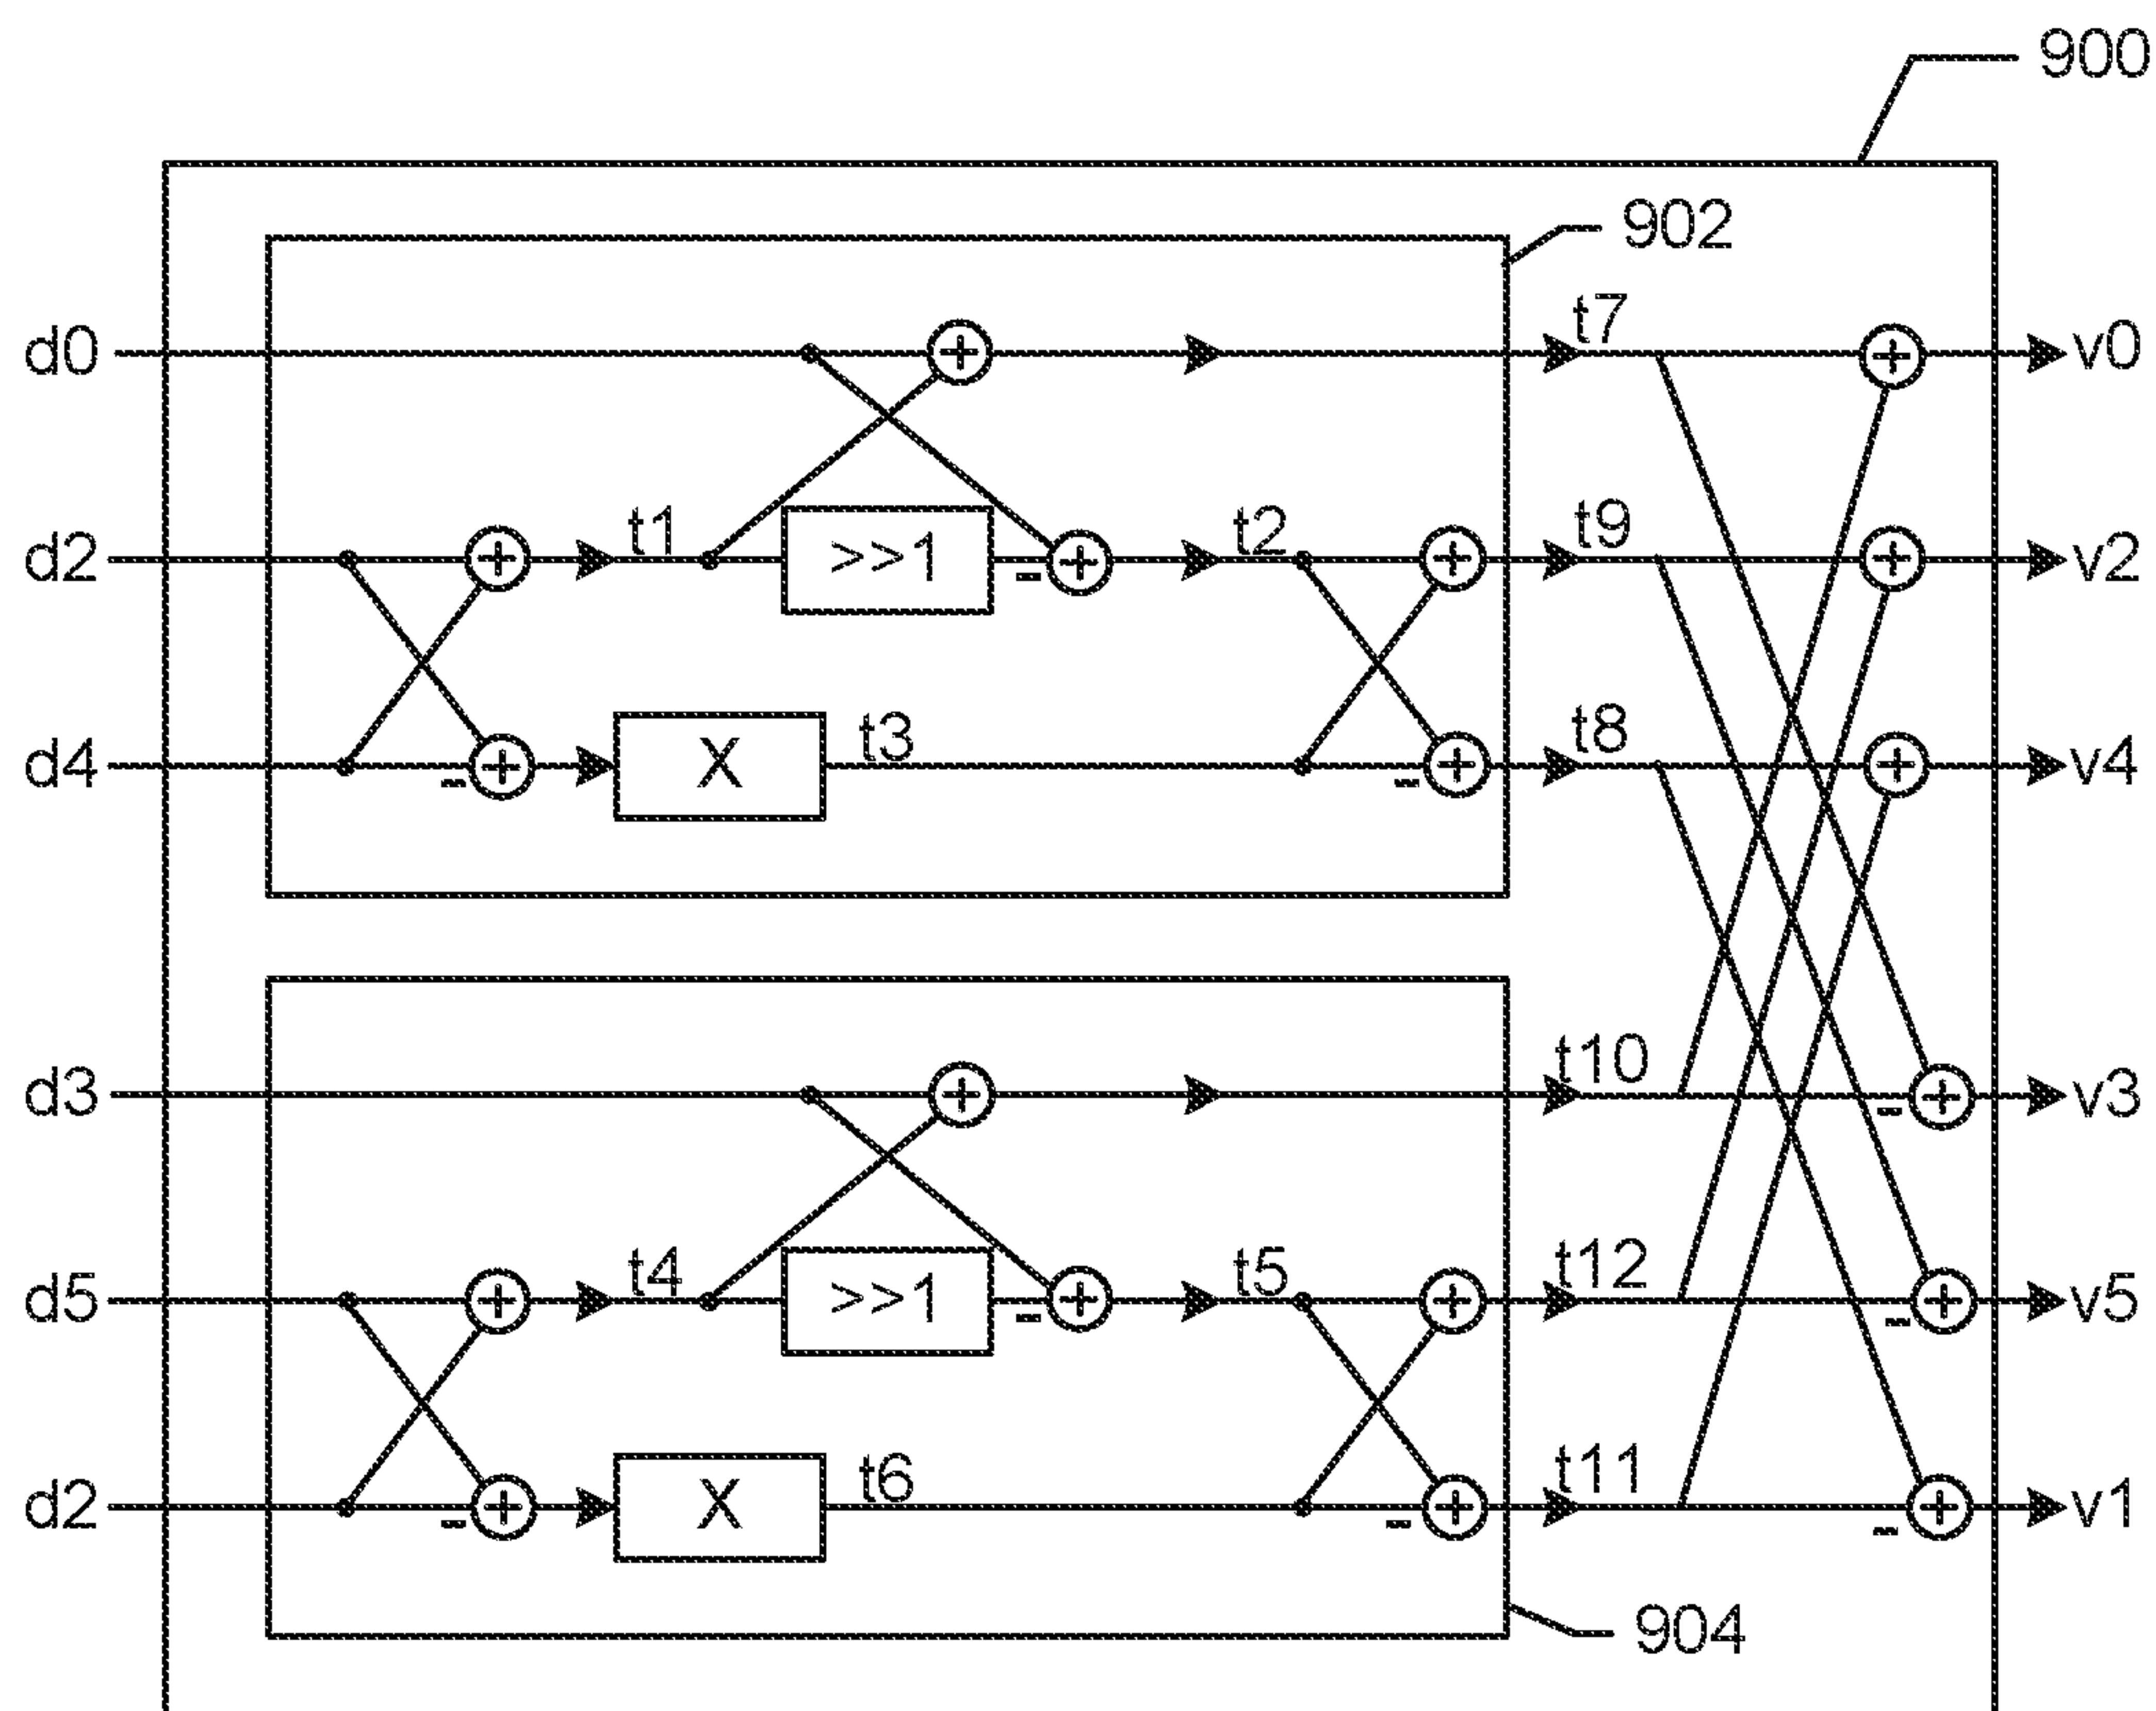 900
902
d0 + t7 + v0
d2 + t1 >>1 - + t2 + t9 + v2
d4 - + X t3 - + t8 + v4
d3 + t10 - + v3
d5 + t4 >>1 - + t5 + t12 - + v5
d2 - + X t6 - + t11 - + v1
904